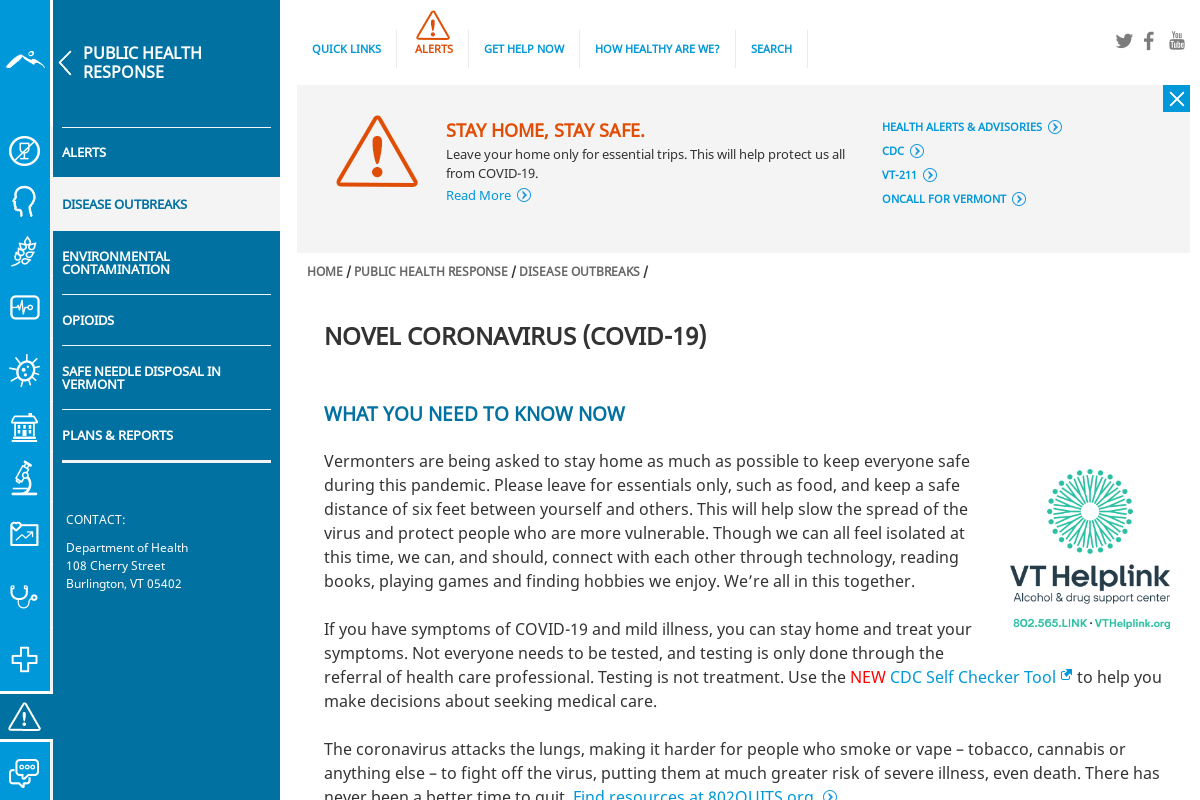 PUBLIC HEALTH
RESPONSE
ALERTS
DISEASE OUTBREAKS
ENVIRONMENTAL
CONTAMINATION
OPIOIDS
SAFE NEEDLE DISPOSAL IN
VERMONT
PLANS & REPORTS
CONTACT:
Department of Health
108 Cherry Street
Burlington, VT 05402
QUICK LINKS
ALERTS
GET HELP NOW
HOW HEALTHY ARE WE?
SEARCH
You
Tube
STAY HOME, STAY SAFE.
Leave your home only for essential trips. This will help protect us all
from COVID-19.
Read More
HEALTH ALERTS & ADVISORIES
CDC
VT-211
ONCALL FOR VERMONT
HOME / PUBLIC HEALTH RESPONSE / DISEASE OUTBREAKS /
NOVEL CORONAVIRUS (COVID-19)
WHAT YOU NEED TO KNOW NOW
Vermonters are being asked to stay home as much as possible to keep everyone safe
during this pandemic. Please leave for essentials only, such as food, and keep a safe
distance of six feet between yourself and others. This will help slow the spread of the
virus and protect people who are more vulnerable. Though we can all feel isolated at
this time, we can, and should, connect with each other through technology, reading
books, playing games and finding hobbies we enjoy. We’re all in this together.
VT Helplink
Alcohol & drug support center
802.565.LINK • VTHelplink.org
If you have symptoms of COVID-19 and mild illness, you can stay home and treat your
symptoms. Not everyone needs to be tested, and testing is only done through the
referral of health care professional. Testing is not treatment. Use the NEW CDC Self Checker Tool to help you
make decisions about seeking medical care.
The coronavirus attacks the lungs, making it harder for people who smoke or vape – tobacco, cannabis or
anything else – to fight off the virus, putting them at much greater risk of severe illness, even death. There has
never been a better time to quit. Find resources at 802QUITS.org.